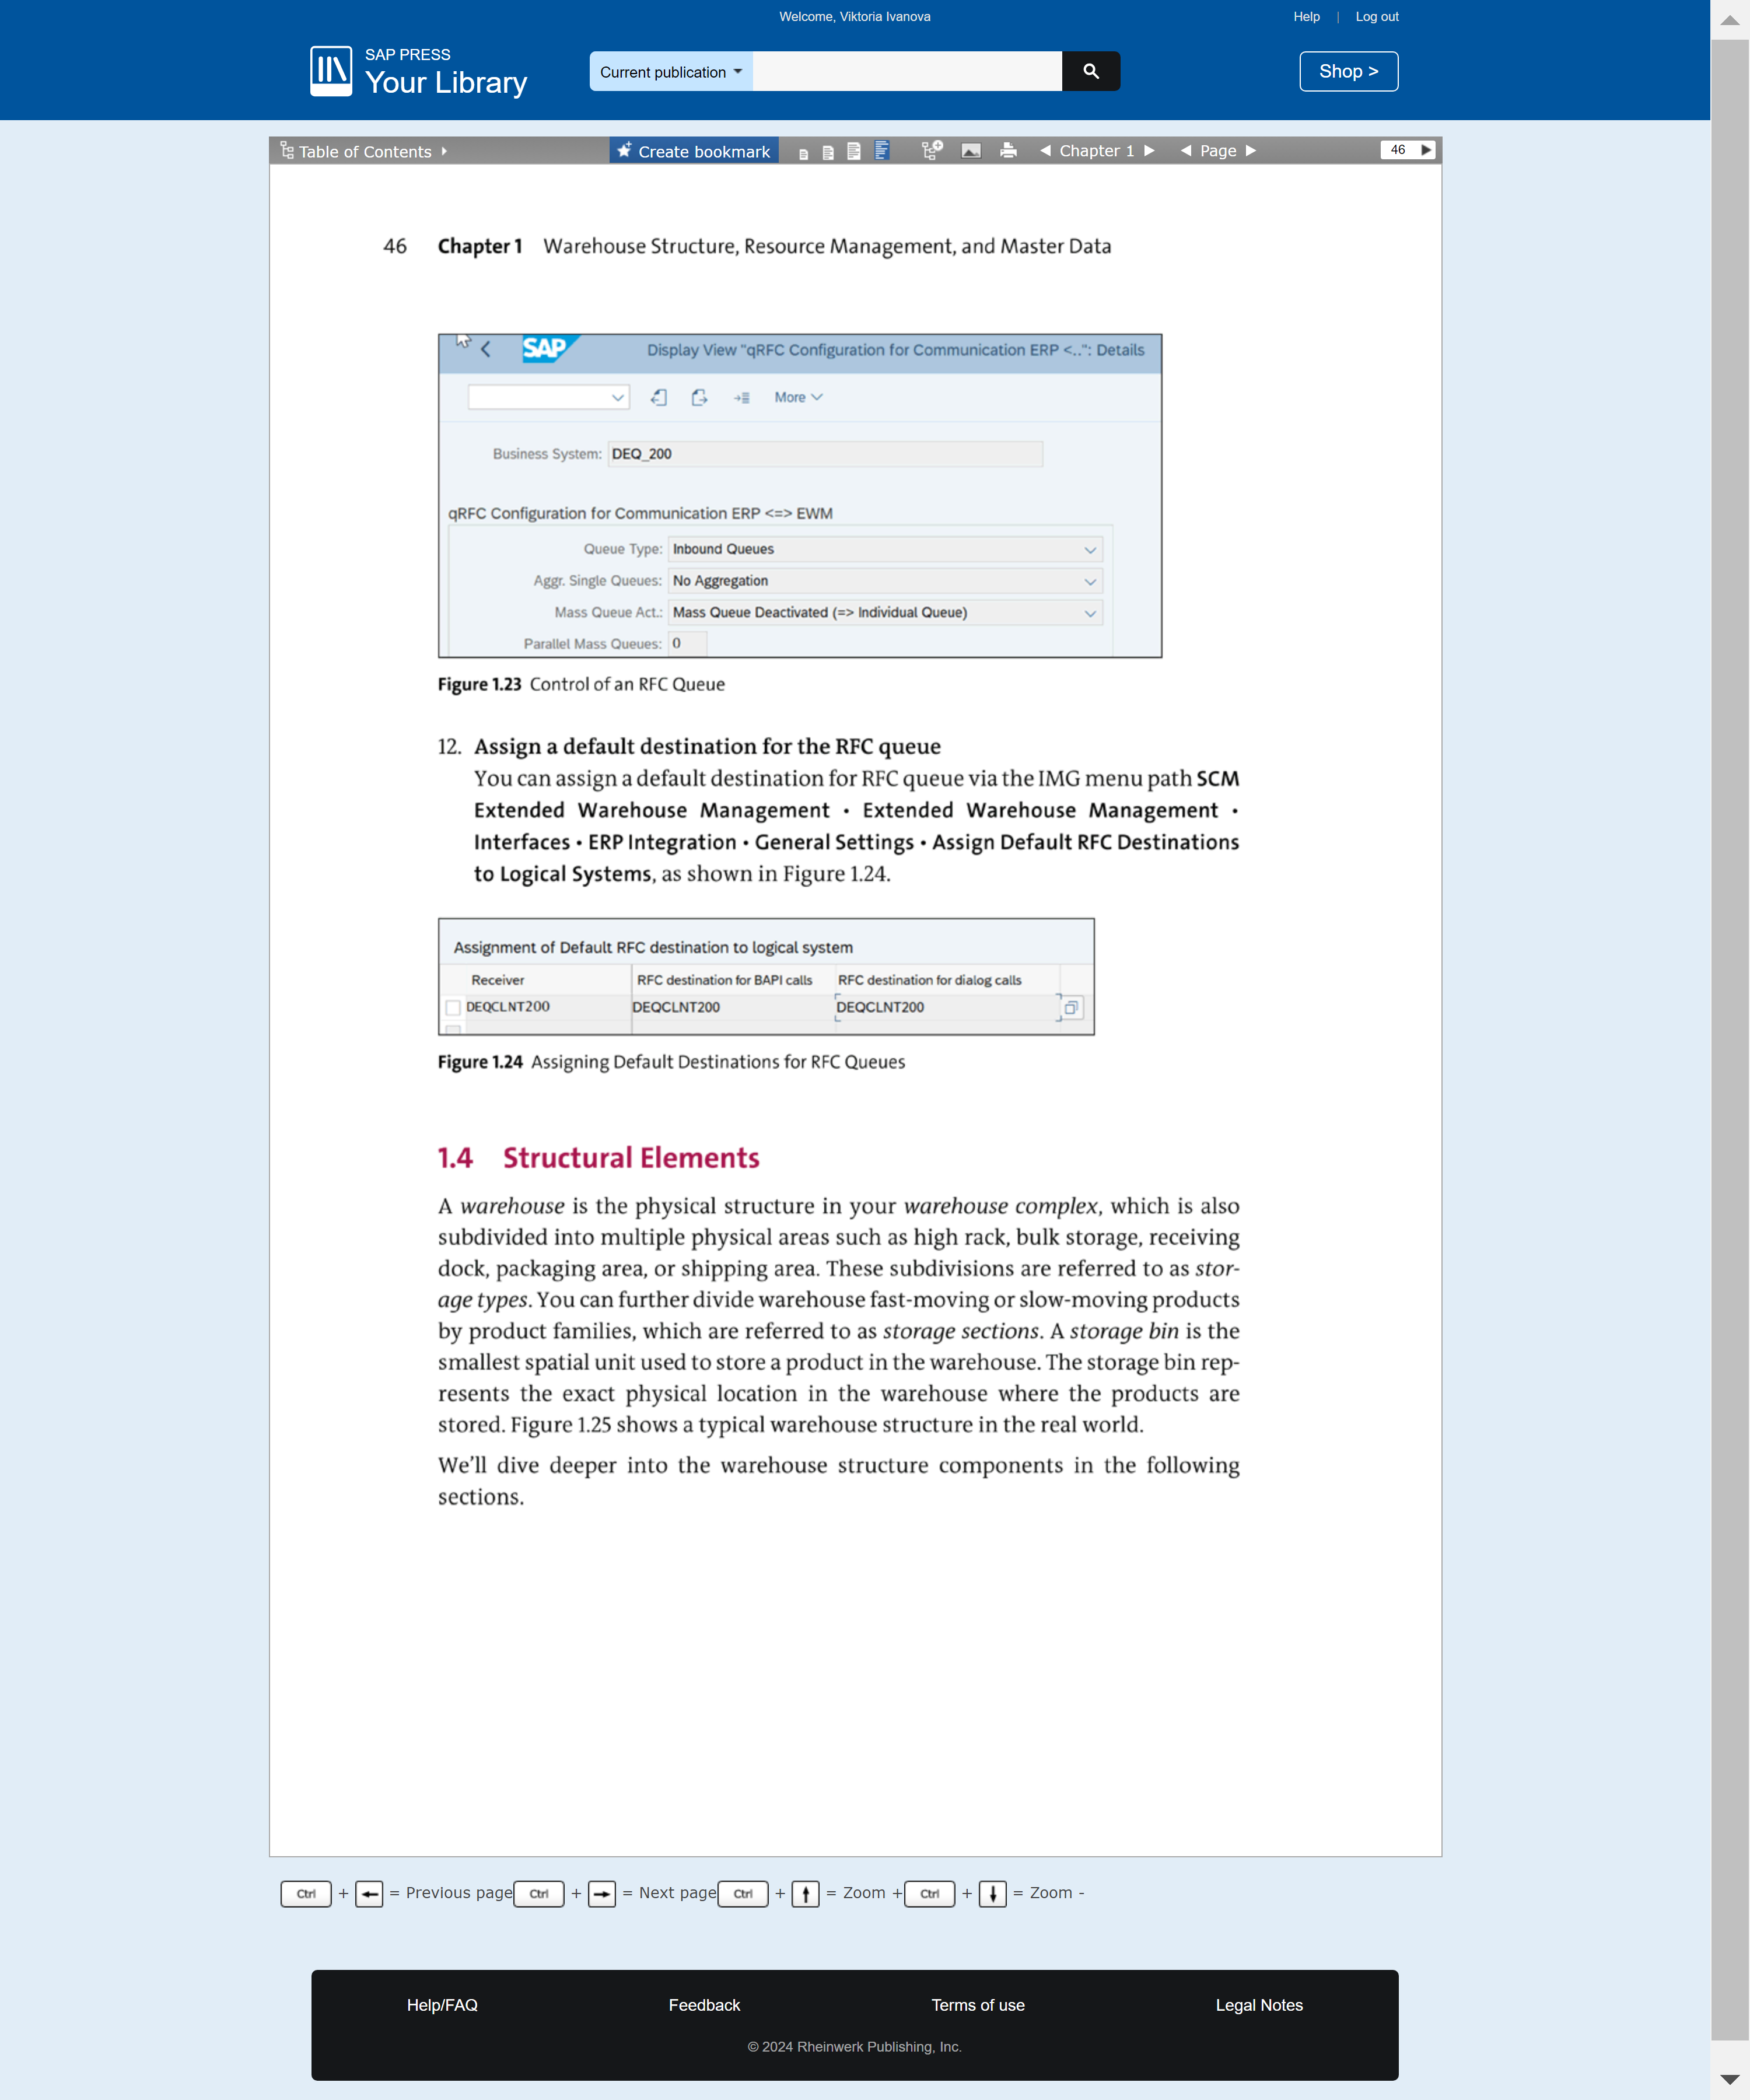 Welcome, Viktoria Ivanova
Help | Log out
SAP PRESS
Your Library
Current publication
Shop >
Table of Contents
Create bookmark
Chapter 1
Page
46
46 Chapter 1 Warehouse Structure, Resource Management, and Master Data
SAP
Display View "qRFC Configuration for Communication ERP <..": Details
More
Business System: DEQ_200
qRFC Configuration for Communication ERP <=> EWM
Queue Type: Inbound Queues
Aggr. Single Queues: No Aggregation
Mass Queue Act.: Mass Queue Deactivated (=> Individual Queue)
Parallel Mass Queues: 0
Figure 1.23 Control of an RFC Queue
12. Assign a default destination for the RFC queue
You can assign a default destination for RFC queue via the IMG menu path SCM
Extended Warehouse Management • Extended Warehouse Management •
Interfaces • ERP Integration • General Settings • Assign Default RFC Destinations
to Logical Systems, as shown in Figure 1.24.
Assignment of Default RFC destination to logical system
Receiver RFC destination for BAPI calls RFC destination for dialog calls
DEQCLNT200 DEQCLNT200 DEQCLNT200
Figure 1.24 Assigning Default Destinations for RFC Queues
1.4 Structural Elements
A warehouse is the physical structure in your warehouse complex, which is also
subdivided into multiple physical areas such as high rack, bulk storage, receiving
dock, packaging area, or shipping area. These subdivisions are referred to as stor-
age types. You can further divide warehouse fast-moving or slow-moving products
by product families, which are referred to as storage sections. A storage bin is the
smallest spatial unit used to store a product in the warehouse. The storage bin rep-
resents the exact physical location in the warehouse where the products are
stored. Figure 1.25 shows a typical warehouse structure in the real world.
We'll dive deeper into the warehouse structure components in the following
sections.
Ctrl + ← = Previous page Ctrl + → = Next page Ctrl + ↑ = Zoom + Ctrl + ↓ = Zoom -
Help/FAQ
Feedback
Terms of use
Legal Notes
© 2024 Rheinwerk Publishing, Inc.